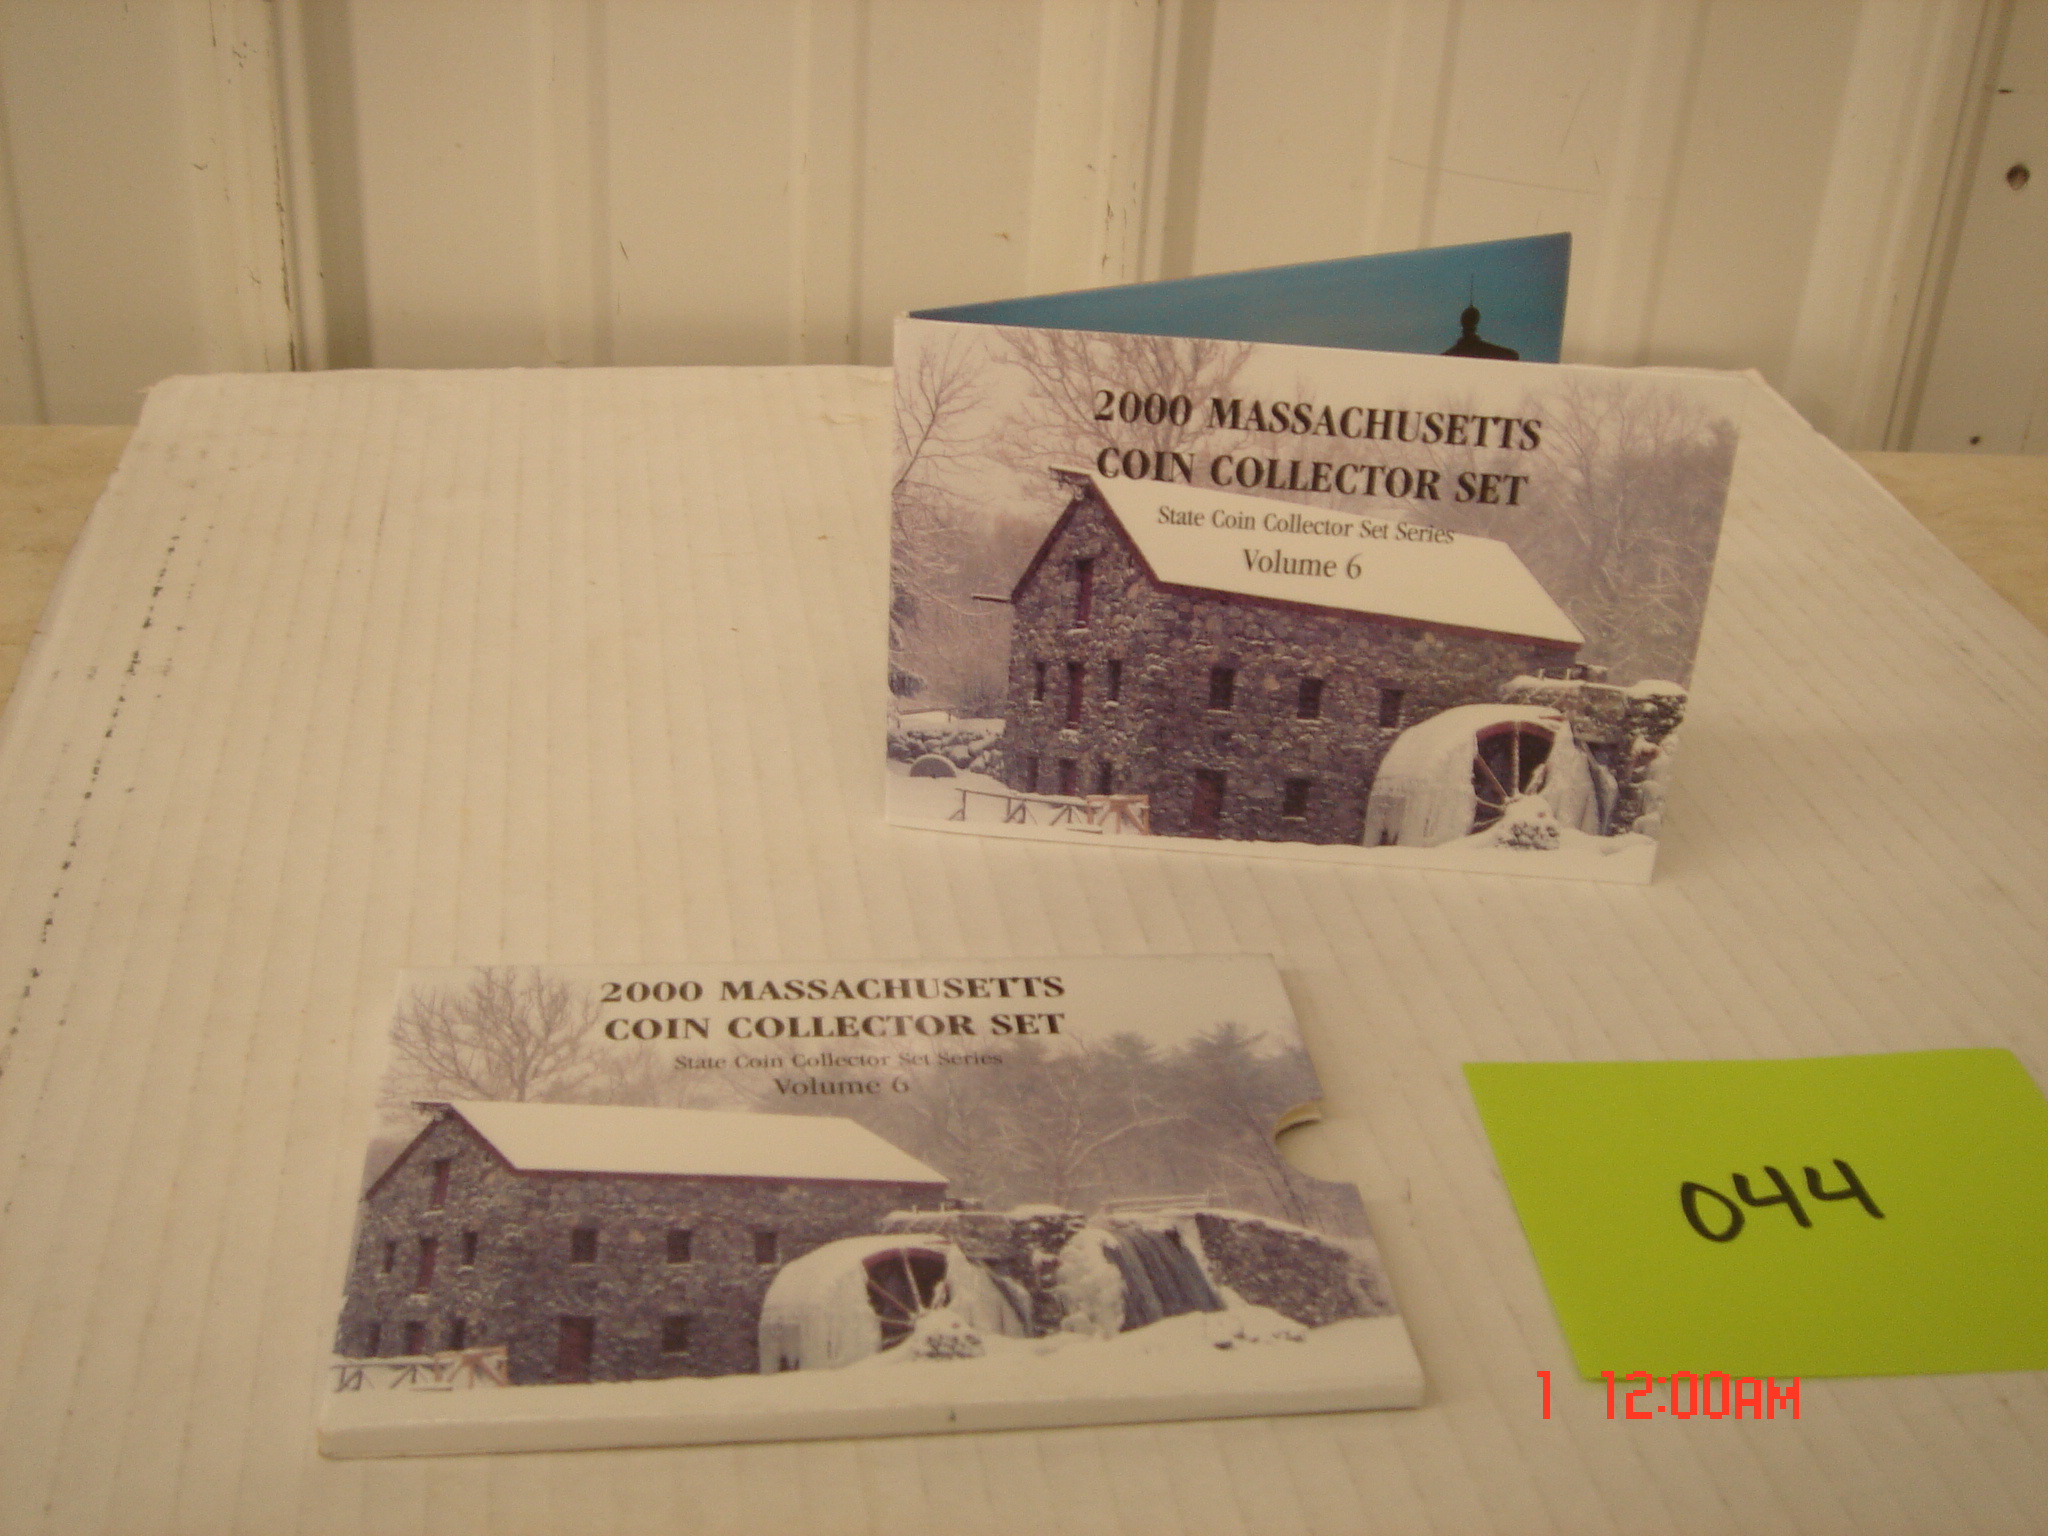 2000 MASSACHUSETTS
COIN COLLECTOR SET
State Coin Collector Set Series
Volume 6
2000 MASSACHUSETTS
COIN COLLECTOR SET
State Coin Collector Set Series
Volume 6
044
1 12:00AM